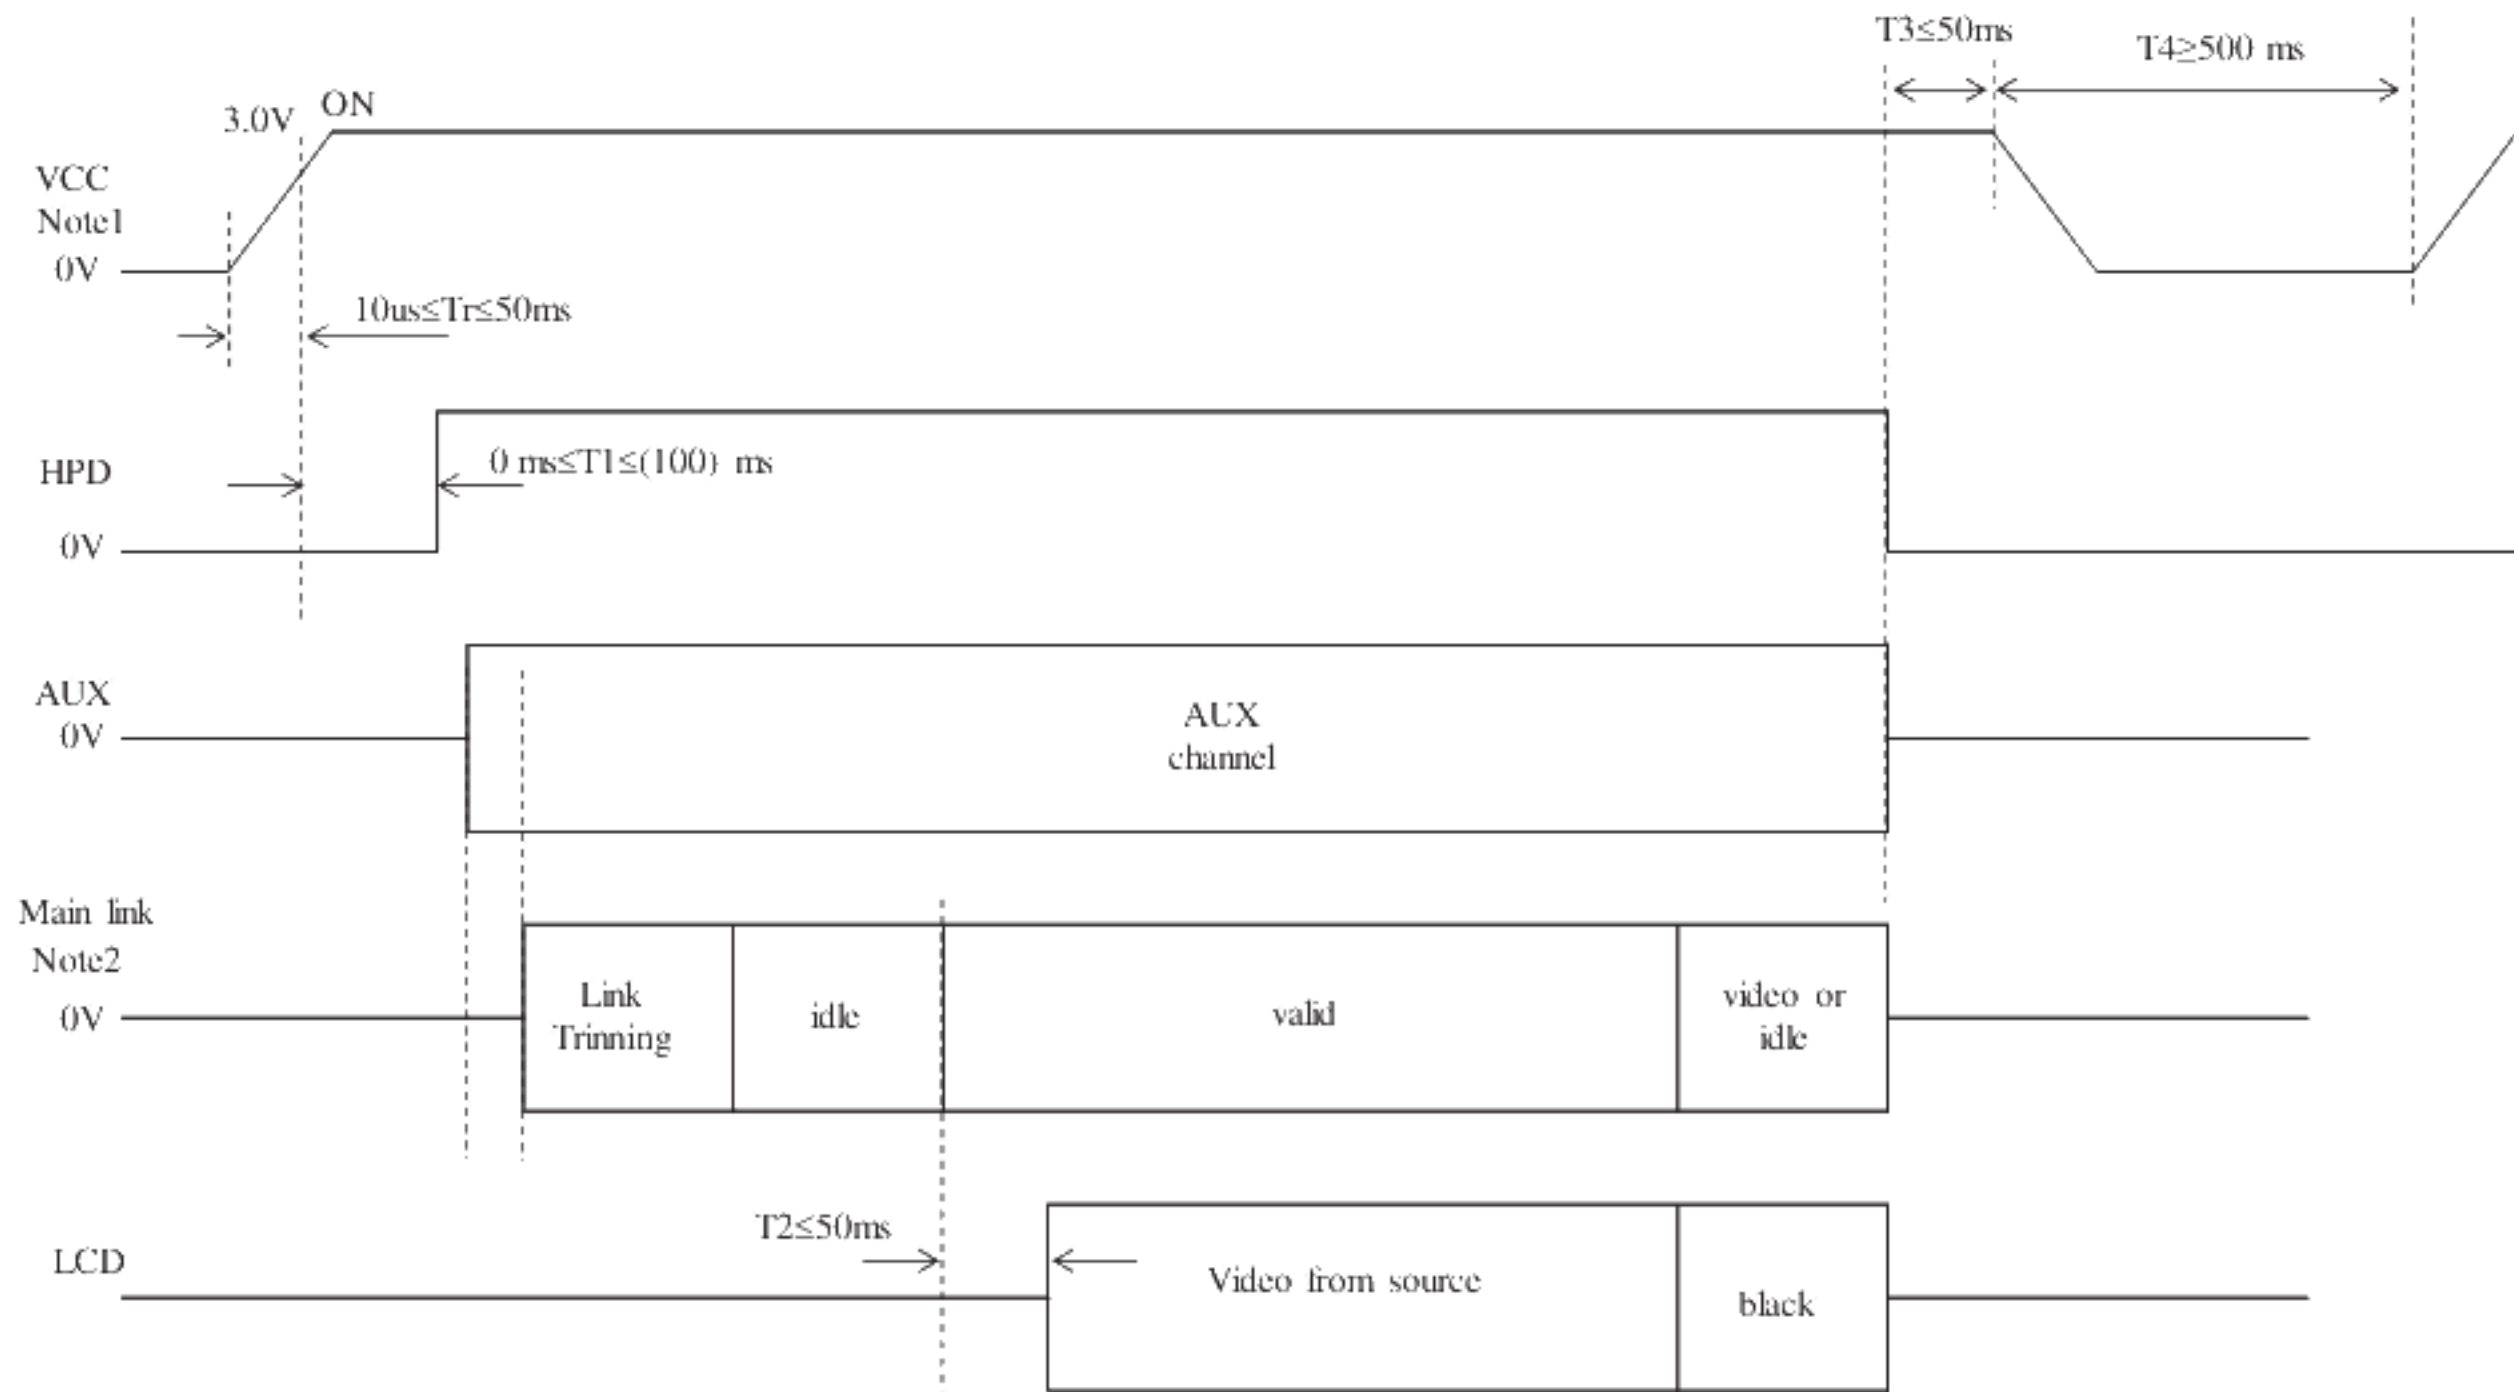 T3≤50ms
T4≥500 ms
3.0V
ON
VCC
Note1
0V
10us≤Tr≤50ms
HPD
0 ms≤T1≤(100) ms
0V
AUX
0V
AUX
channel
Main link
Note2
0V
Link
Trinning
idle
valid
video or
idle
T2≤50ms
LCD
Video from source
black